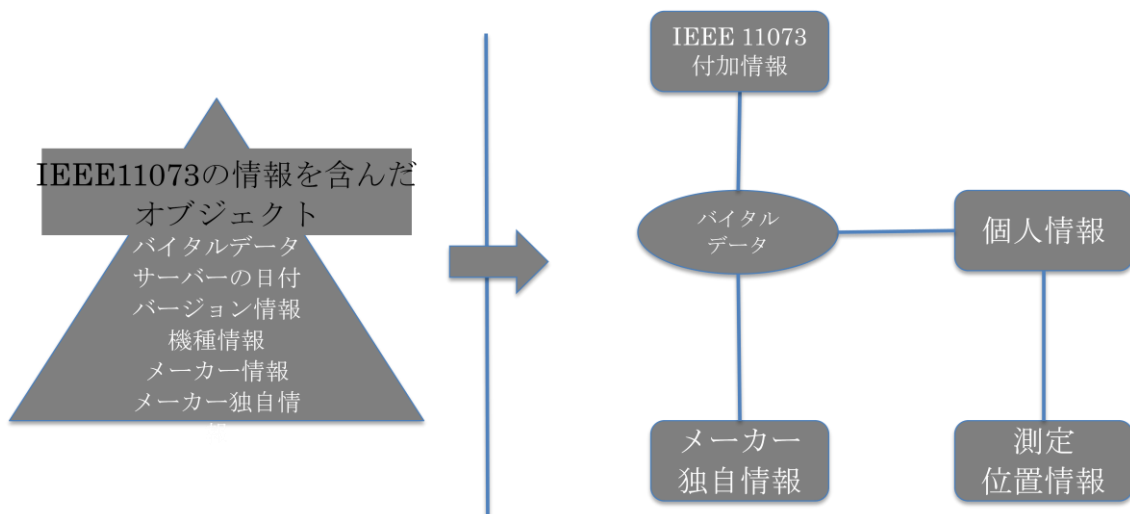 IEEE11073の情報を含んだ
オブジェクト
バイタルデータ
サーバーの日付
バージョン情報
機種情報
メーカー情報
メーカー独自情
IEEE 11073
付加情報
バイタル
データ
個人情報
メーカー
独自情報
測定
位置情報